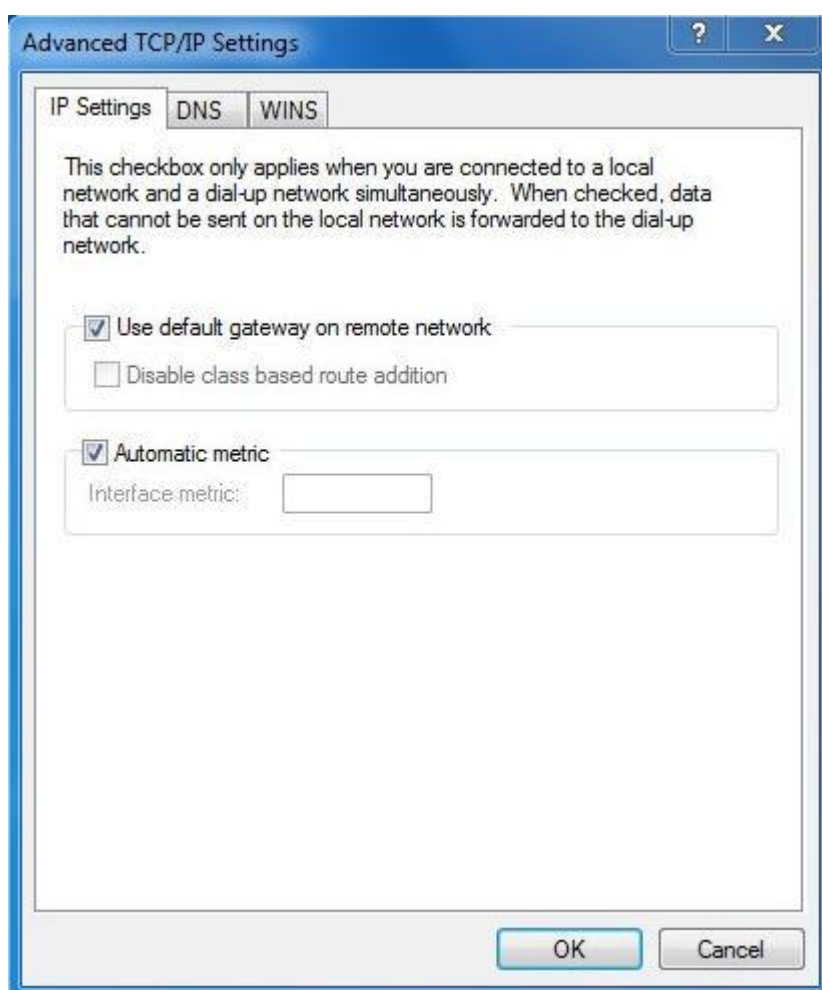 Advanced TCP/IP Settings
? X
IP Settings DNS WINS
This checkbox only applies when you are connected to a local
network and a dial-up network simultaneously. When checked, data
that cannot be sent on the local network is forwarded to the dial-up
network.
Use default gateway on remote network
Disable class based route addition
Automatic metric
Interface metric:
OK Cancel